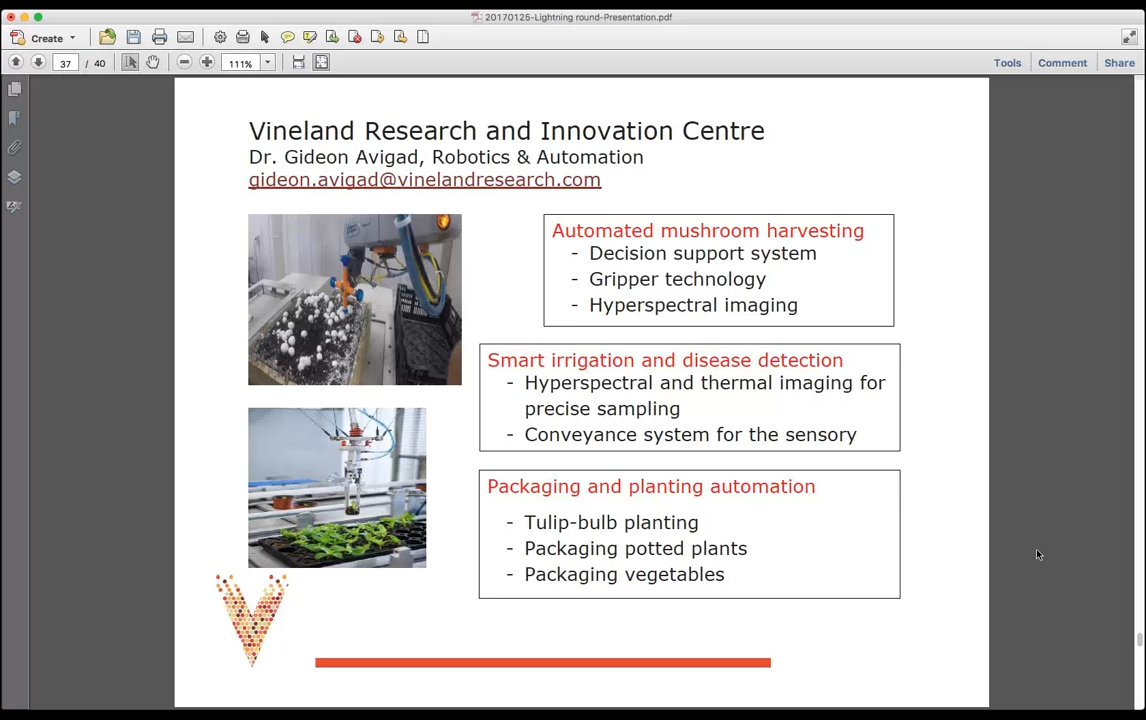 20170125-Lightning round-Presentation.pdf
Create
37 / 40 111% Tools Comment Share
Vineland Research and Innovation Centre
Dr. Gideon Avigad, Robotics & Automation
gideon.avigad@vinelandresearch.com
Automated mushroom harvesting
- Decision support system
- Gripper technology
- Hyperspectral imaging
Smart irrigation and disease detection
- Hyperspectral and thermal imaging for
precise sampling
- Conveyance system for the sensory
Packaging and planting automation
- Tulip-bulb planting
- Packaging potted plants
- Packaging vegetables